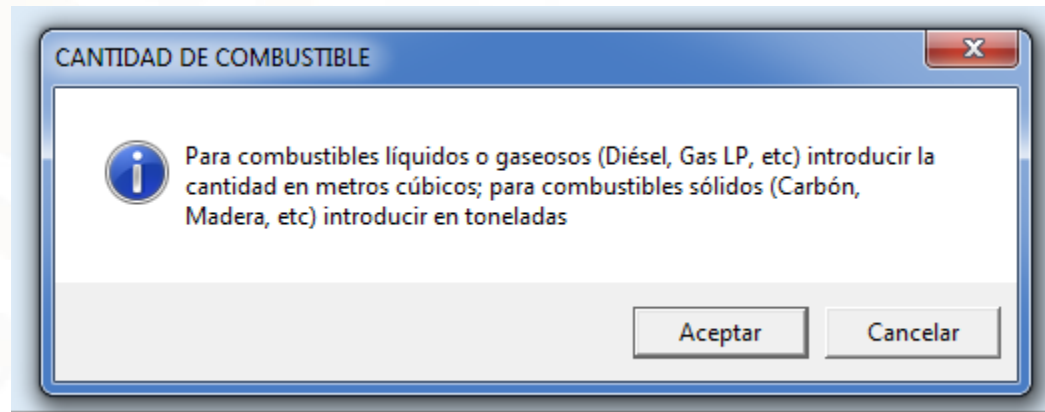 CANTIDAD DE COMBUSTIBLE
Para combustibles líquidos o gaseosos (Diésel, Gas LP, etc) introducir la
cantidad en metros cúbicos; para combustibles sólidos (Carbón,
Madera, etc) introducir en toneladas
Aceptar
Cancelar